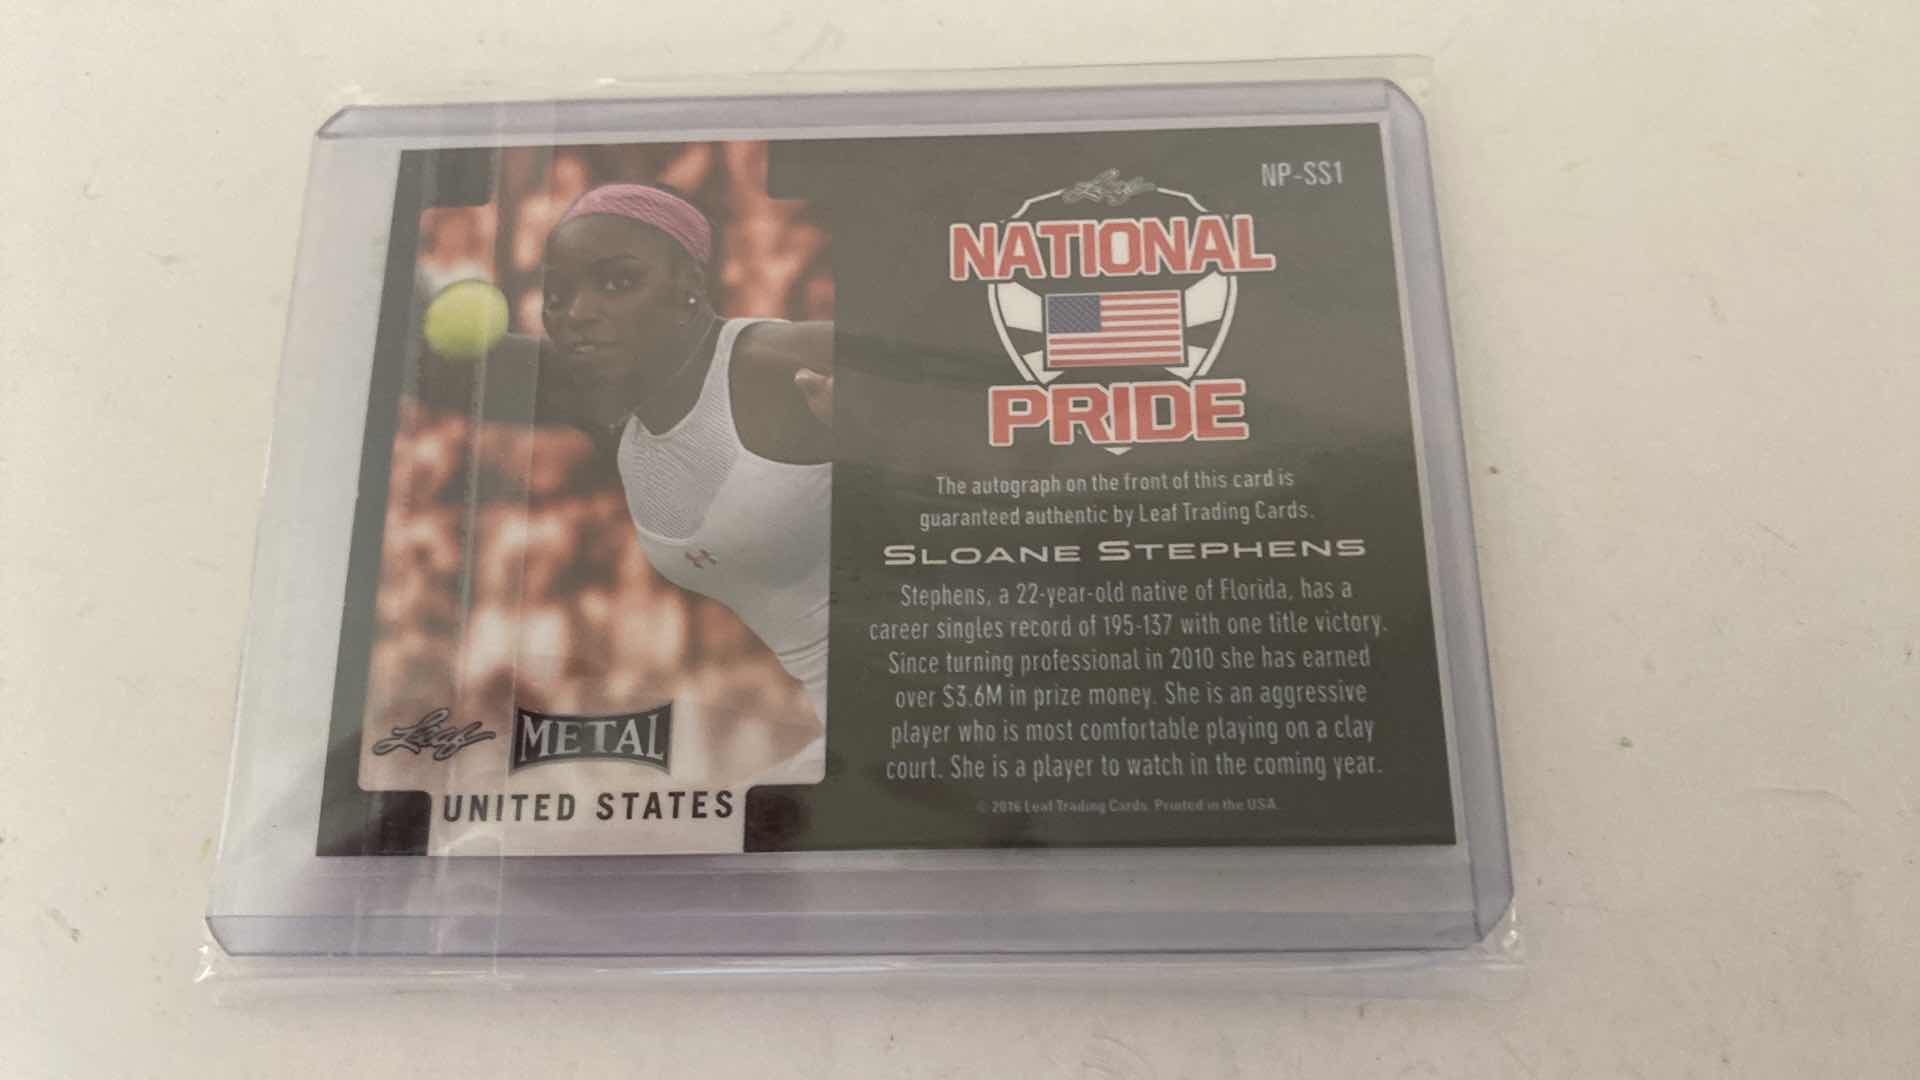 NP-SS1
Leaf
NATIONAL
PRIDE
The autograph on the front of this card is
guaranteed authentic by Leaf Trading Cards.
SLOANE STEPHENS
Stephens, a 22-year-old native of Florida, has a
career singles record of 195-137 with one title victory.
Since turning professional in 2010 she has earned
over $3.6M in prize money. She is an aggressive
player who is most comfortable playing on a clay
court. She is a player to watch in the coming year.
© 2016 Leaf Trading Cards. Printed in the USA.
Leaf METAL
UNITED STATES